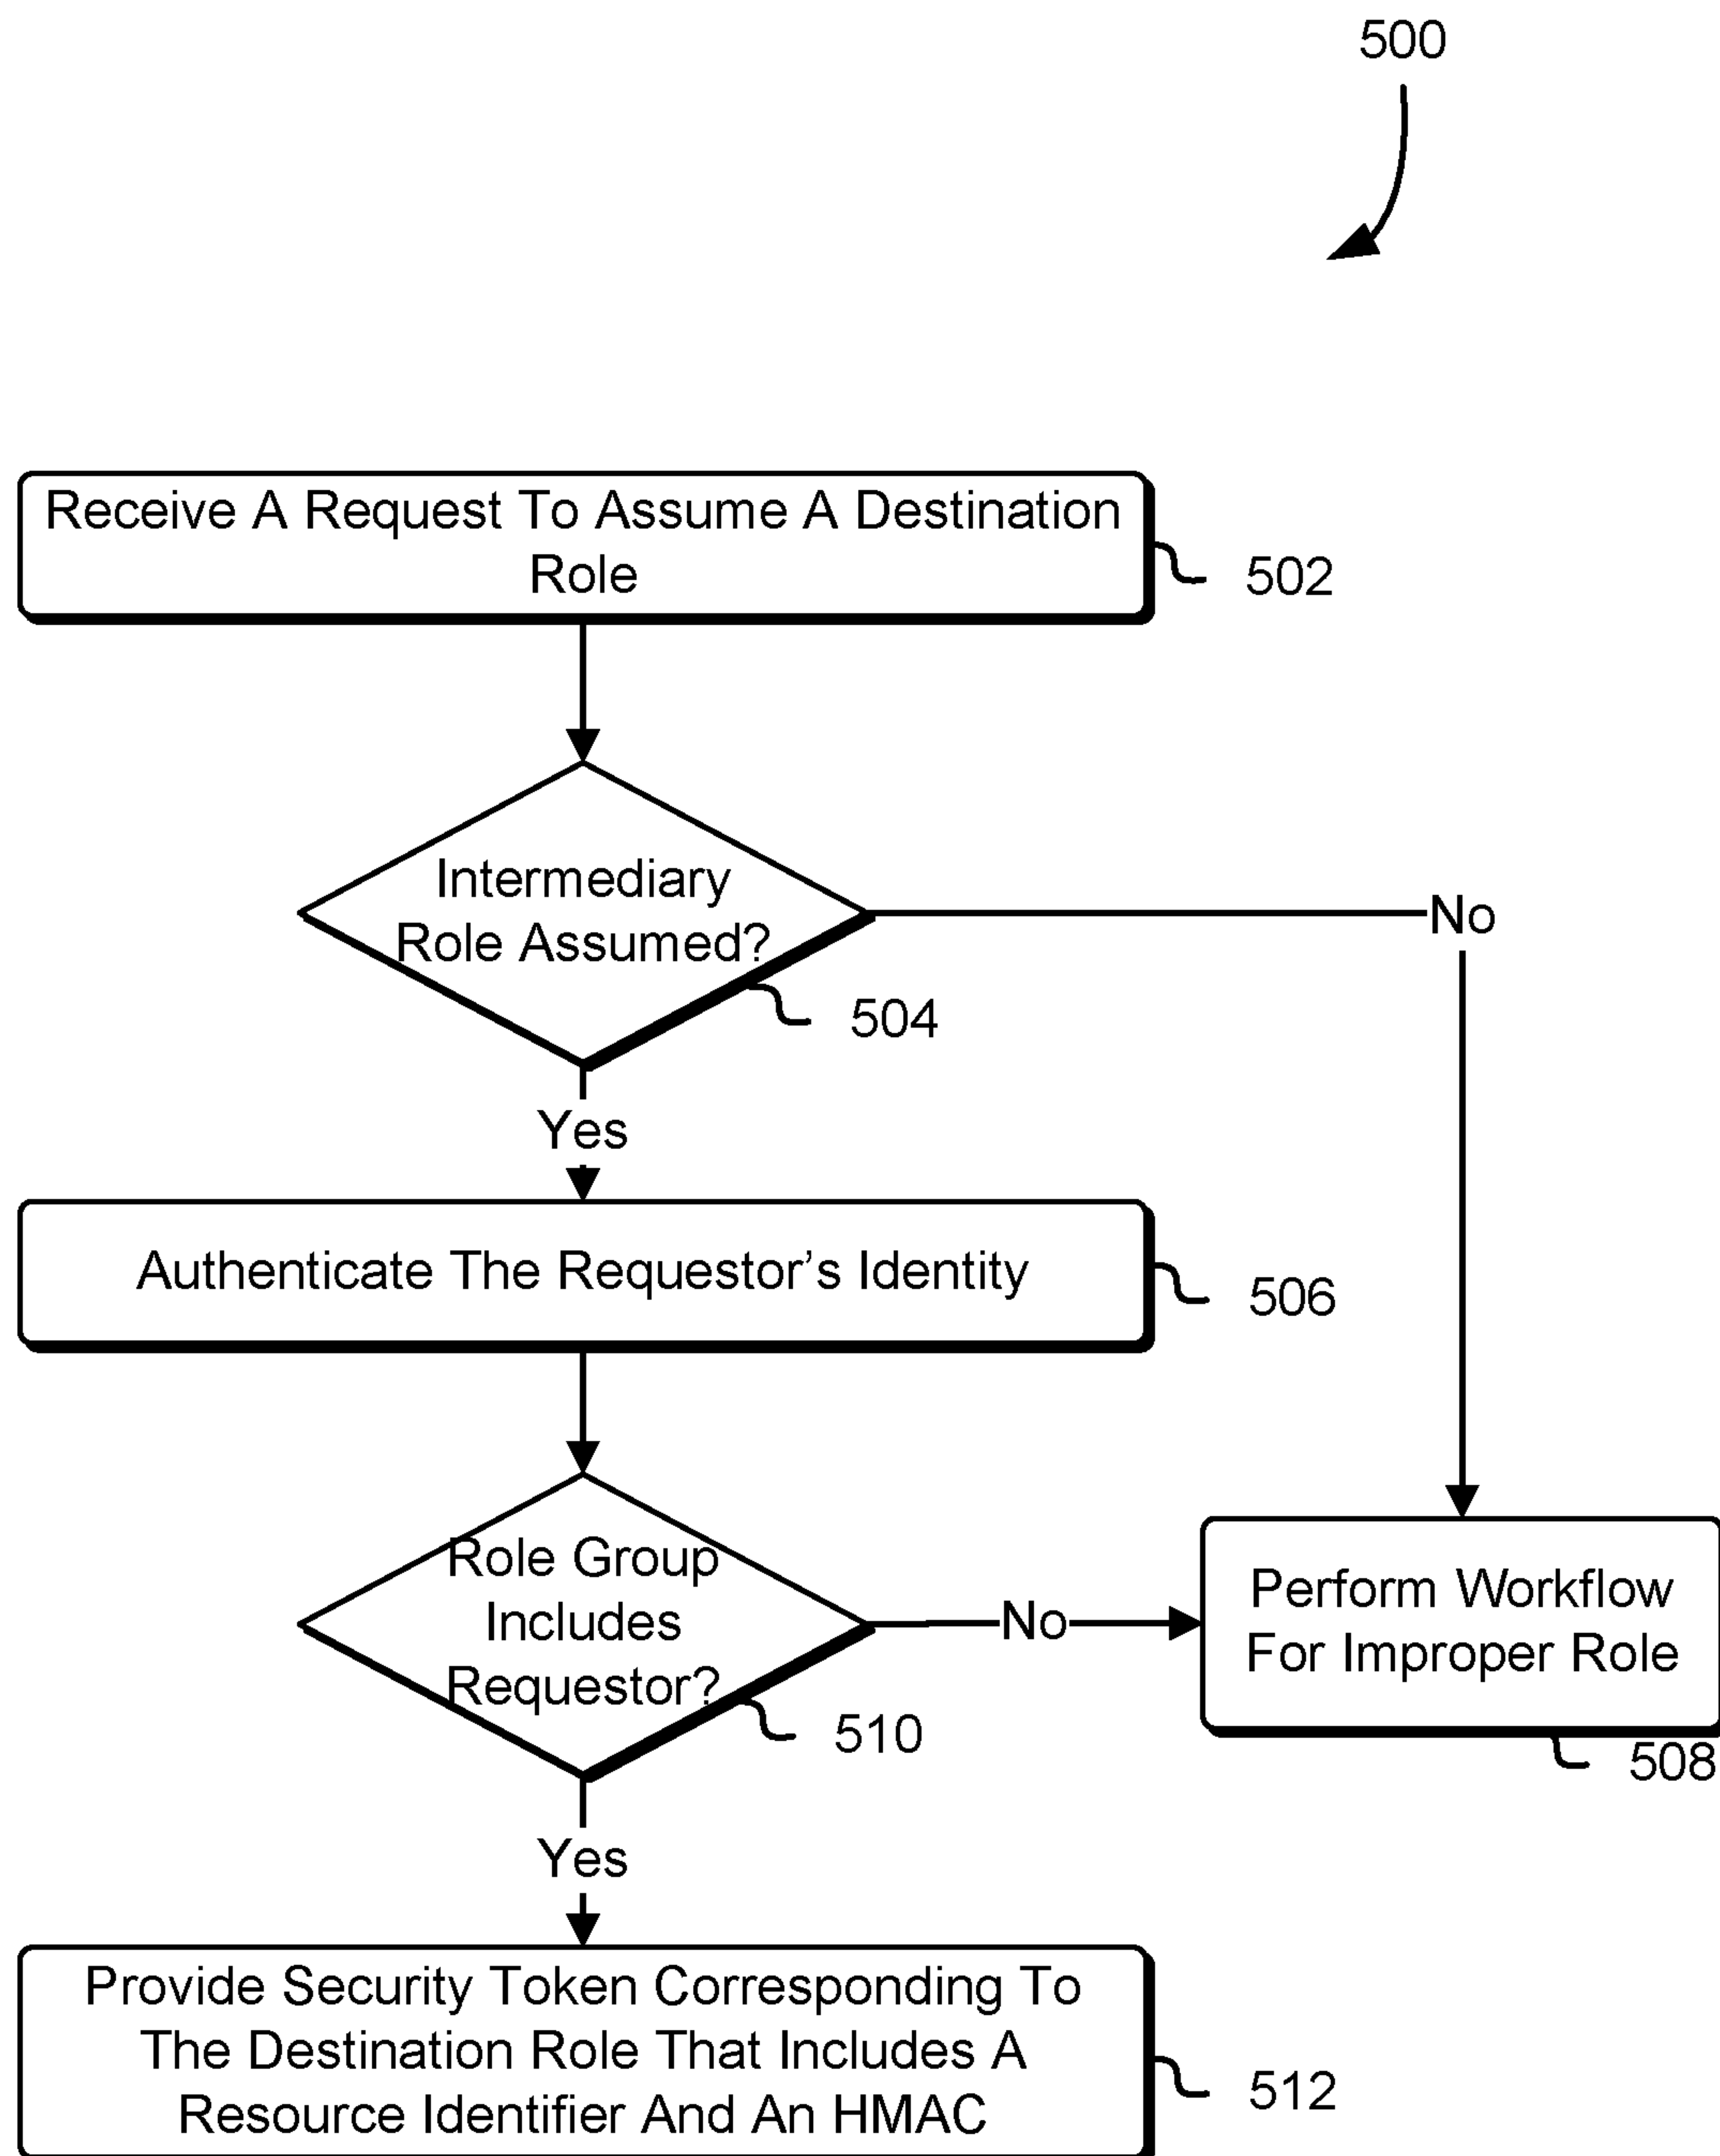 500
Receive A Request To Assume A Destination
Role
502
Intermediary
Role Assumed?
No
504
Yes
Authenticate The Requestor’s Identity
506
Role Group
Includes
Requestor?
No
Perform Workflow
For Improper Role
510
508
Yes
Provide Security Token Corresponding To
The Destination Role That Includes A
Resource Identifier And An HMAC
512